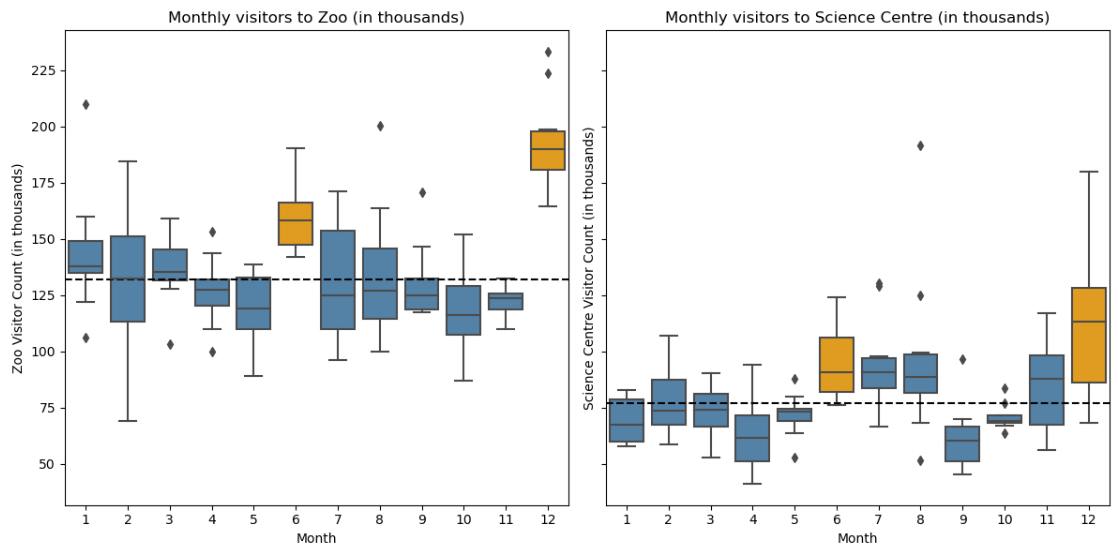 Monthly visitors to Zoo (in thousands)
Zoo Visitor Count (in thousands)
225
200
175
150
125
100
75
50
1 2 3 4 5 6 7 8 9 10 11 12
Month
Monthly visitors to Science Centre (in thousands)
Science Centre Visitor Count (in thousands)
1 2 3 4 5 6 7 8 9 10 11 12
Month